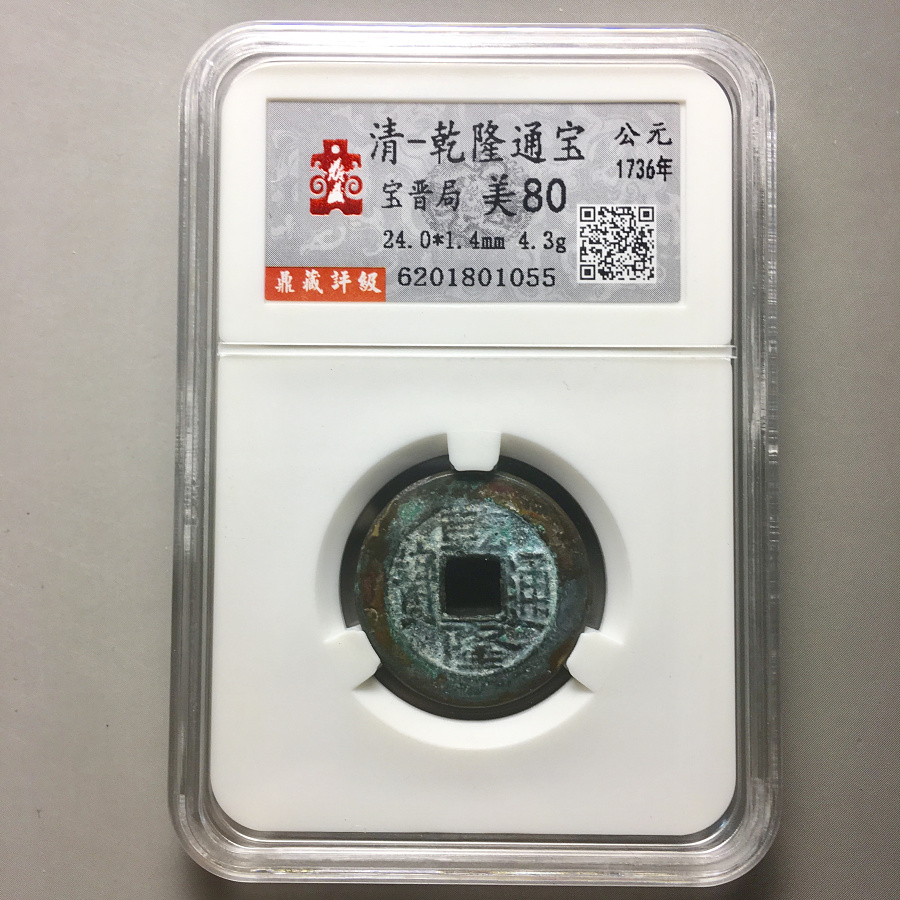 清-乾隆通宝
公元
1736年
宝晋局 美80
24.0*1.4mm 4.3g
鼎藏評級 6201801055
乾隆通寶